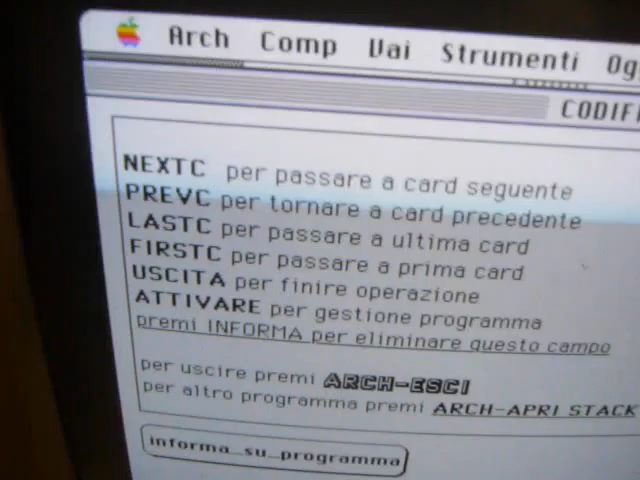 Arch Comp Vai Strumenti
CODIFI
NEXTC per passare a card seguente
PREVC per tornare a card precedente
LASTC per passare a ultima card
FIRSTC per passare a prima card
USCITA per finire operazione
ATTIVARE per gestione programma
premi INFORMA per eliminare questo campo
per uscire premi ARCH-ESCI
per altro programma premi ARCH-APRI STACK
informa_su_programma